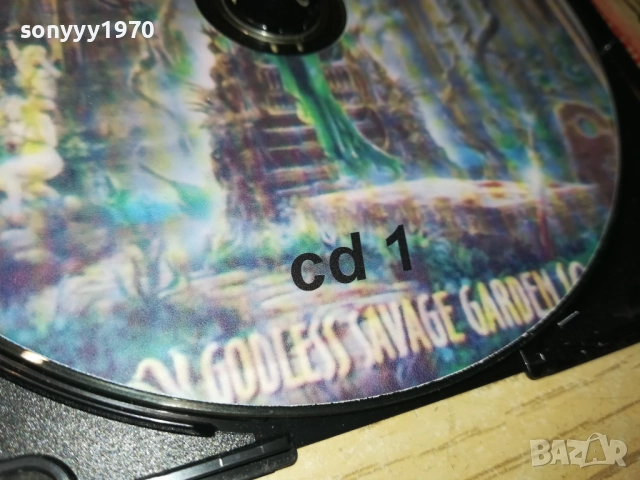 sonyyy1970
cd 1
GODLESS SAVAGE GARDEN
BAZAR